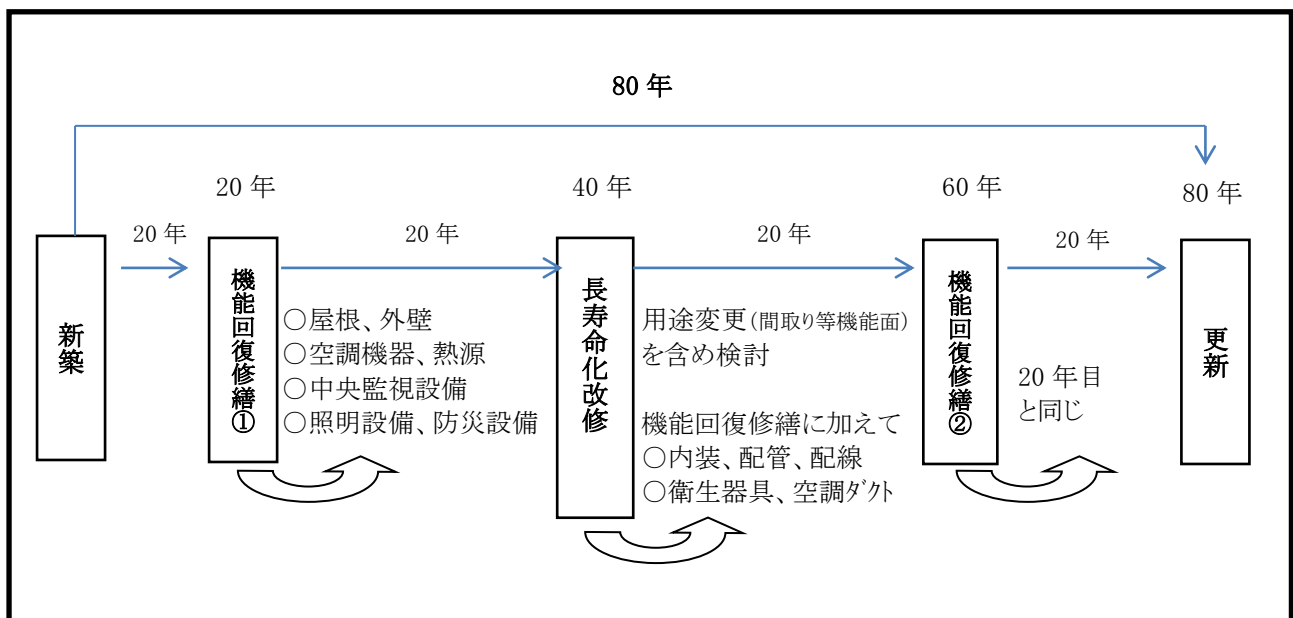 80 年
20 年
40 年
60 年
80 年
20 年
20 年
20 年
20 年
新築
機能回復修繕①
○屋根、外壁
○空調機器、熱源
○中央監視設備
○照明設備、防災設備
長寿命化改修
用途変更(間取り等機能面)
を含め検討
機能回復修繕に加えて
○内装、配管、配線
○衛生器具、空調ダクト
機能回復修繕②
20 年目
と同じ
更新